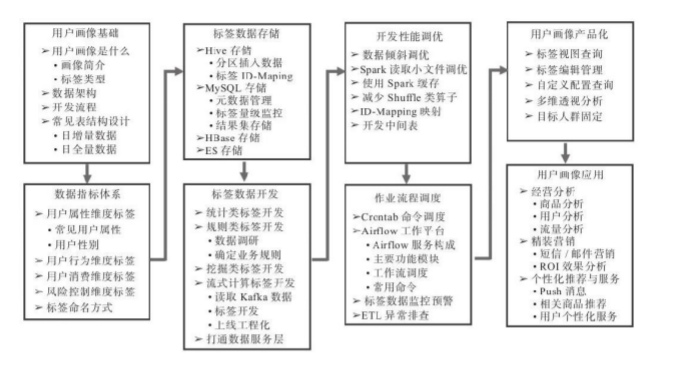 用户画像基础
➢用户画像是什么
•画像简介
•标签类型
➢数据架构
➢开发流程
➢常见表结构设计
•日增量数据
•日全量数据
数据指标体系
➢用户属性维度标签
•常见用户属性
•用户性别
➢用户行为维度标签
➢用户消费维度标签
➢风险控制维度标签
➢标签命名方式
标签数据存储
➢Hive 存储
•分区插入数据
•标签 ID-Maping
➢MySQL 存储
•元数据管理
•标签量级监控
•结果集存储
➢HBase 存储
➢ES 存储
标签数据开发
➢统计类标签开发
➢规则类标签开发
•数据调研
•确定业务规则
➢挖掘类标签开发
➢流式计算标签开发
•读取 Kafka 数据
•标签开发
•上线工程化
➢打通数据服务层
开发性能调优
➢数据倾斜调优
➢Spark 读取小文件调优
➢使用 Spark 缓存
➢减少 Shuffle 类算子
➢ID-Mapping 映射
➢开发中间表
作业流程调度
➢Crontab 命令调度
➢Airflow 工作平台
•Airflow 服务构成
•主要功能模块
•工作流调度
•常用命令
➢标签数据监控预警
➢ETL 异常排查
用户画像产品化
➢标签视图查询
➢标签编辑管理
➢自定义配置查询
➢多维透视分析
➢目标人群固定
用户画像应用
➢经营分析
•商品分析
•用户分析
•流量分析
➢精装营销
•短信 / 邮件营销
•ROI 效果分析
➢个性化推荐与服务
•Push 消息
•相关商品推荐
•用户个性化服务